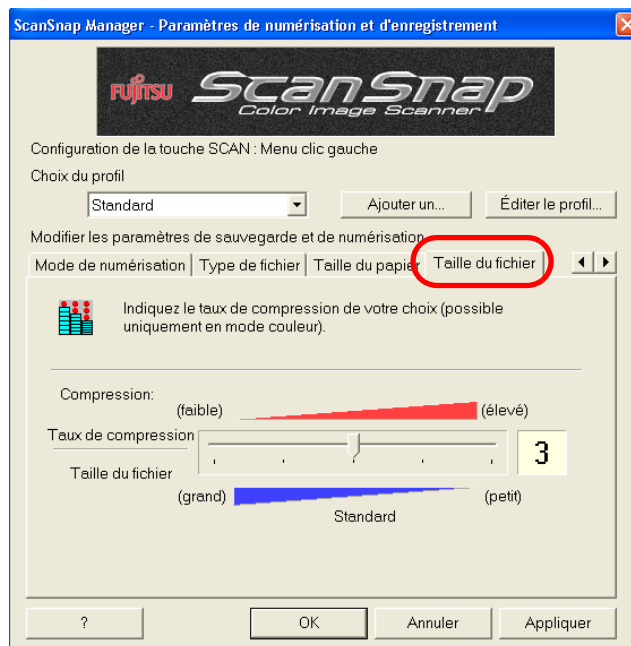 ScanSnap Manager - Paramètres de numérisation et d'enregistrement
FUJITSU ScanSnap
Color Image Scanner
Configuration de la touche SCAN : Menu clic gauche
Choix du profil
Standard Ajouter un... Éditer le profil...
Modifier les paramètres de sauvegarde et de numérisation
Mode de numérisation Type de fichier Taille du papier Taille du fichier
Indiquez le taux de compression de votre choix (possible
uniquement en mode couleur).
Compression:
(faible) (élevé)
Taux de compression
3
Taille du fichier
(grand) (petit)
Standard
? OK Annuler Appliquer